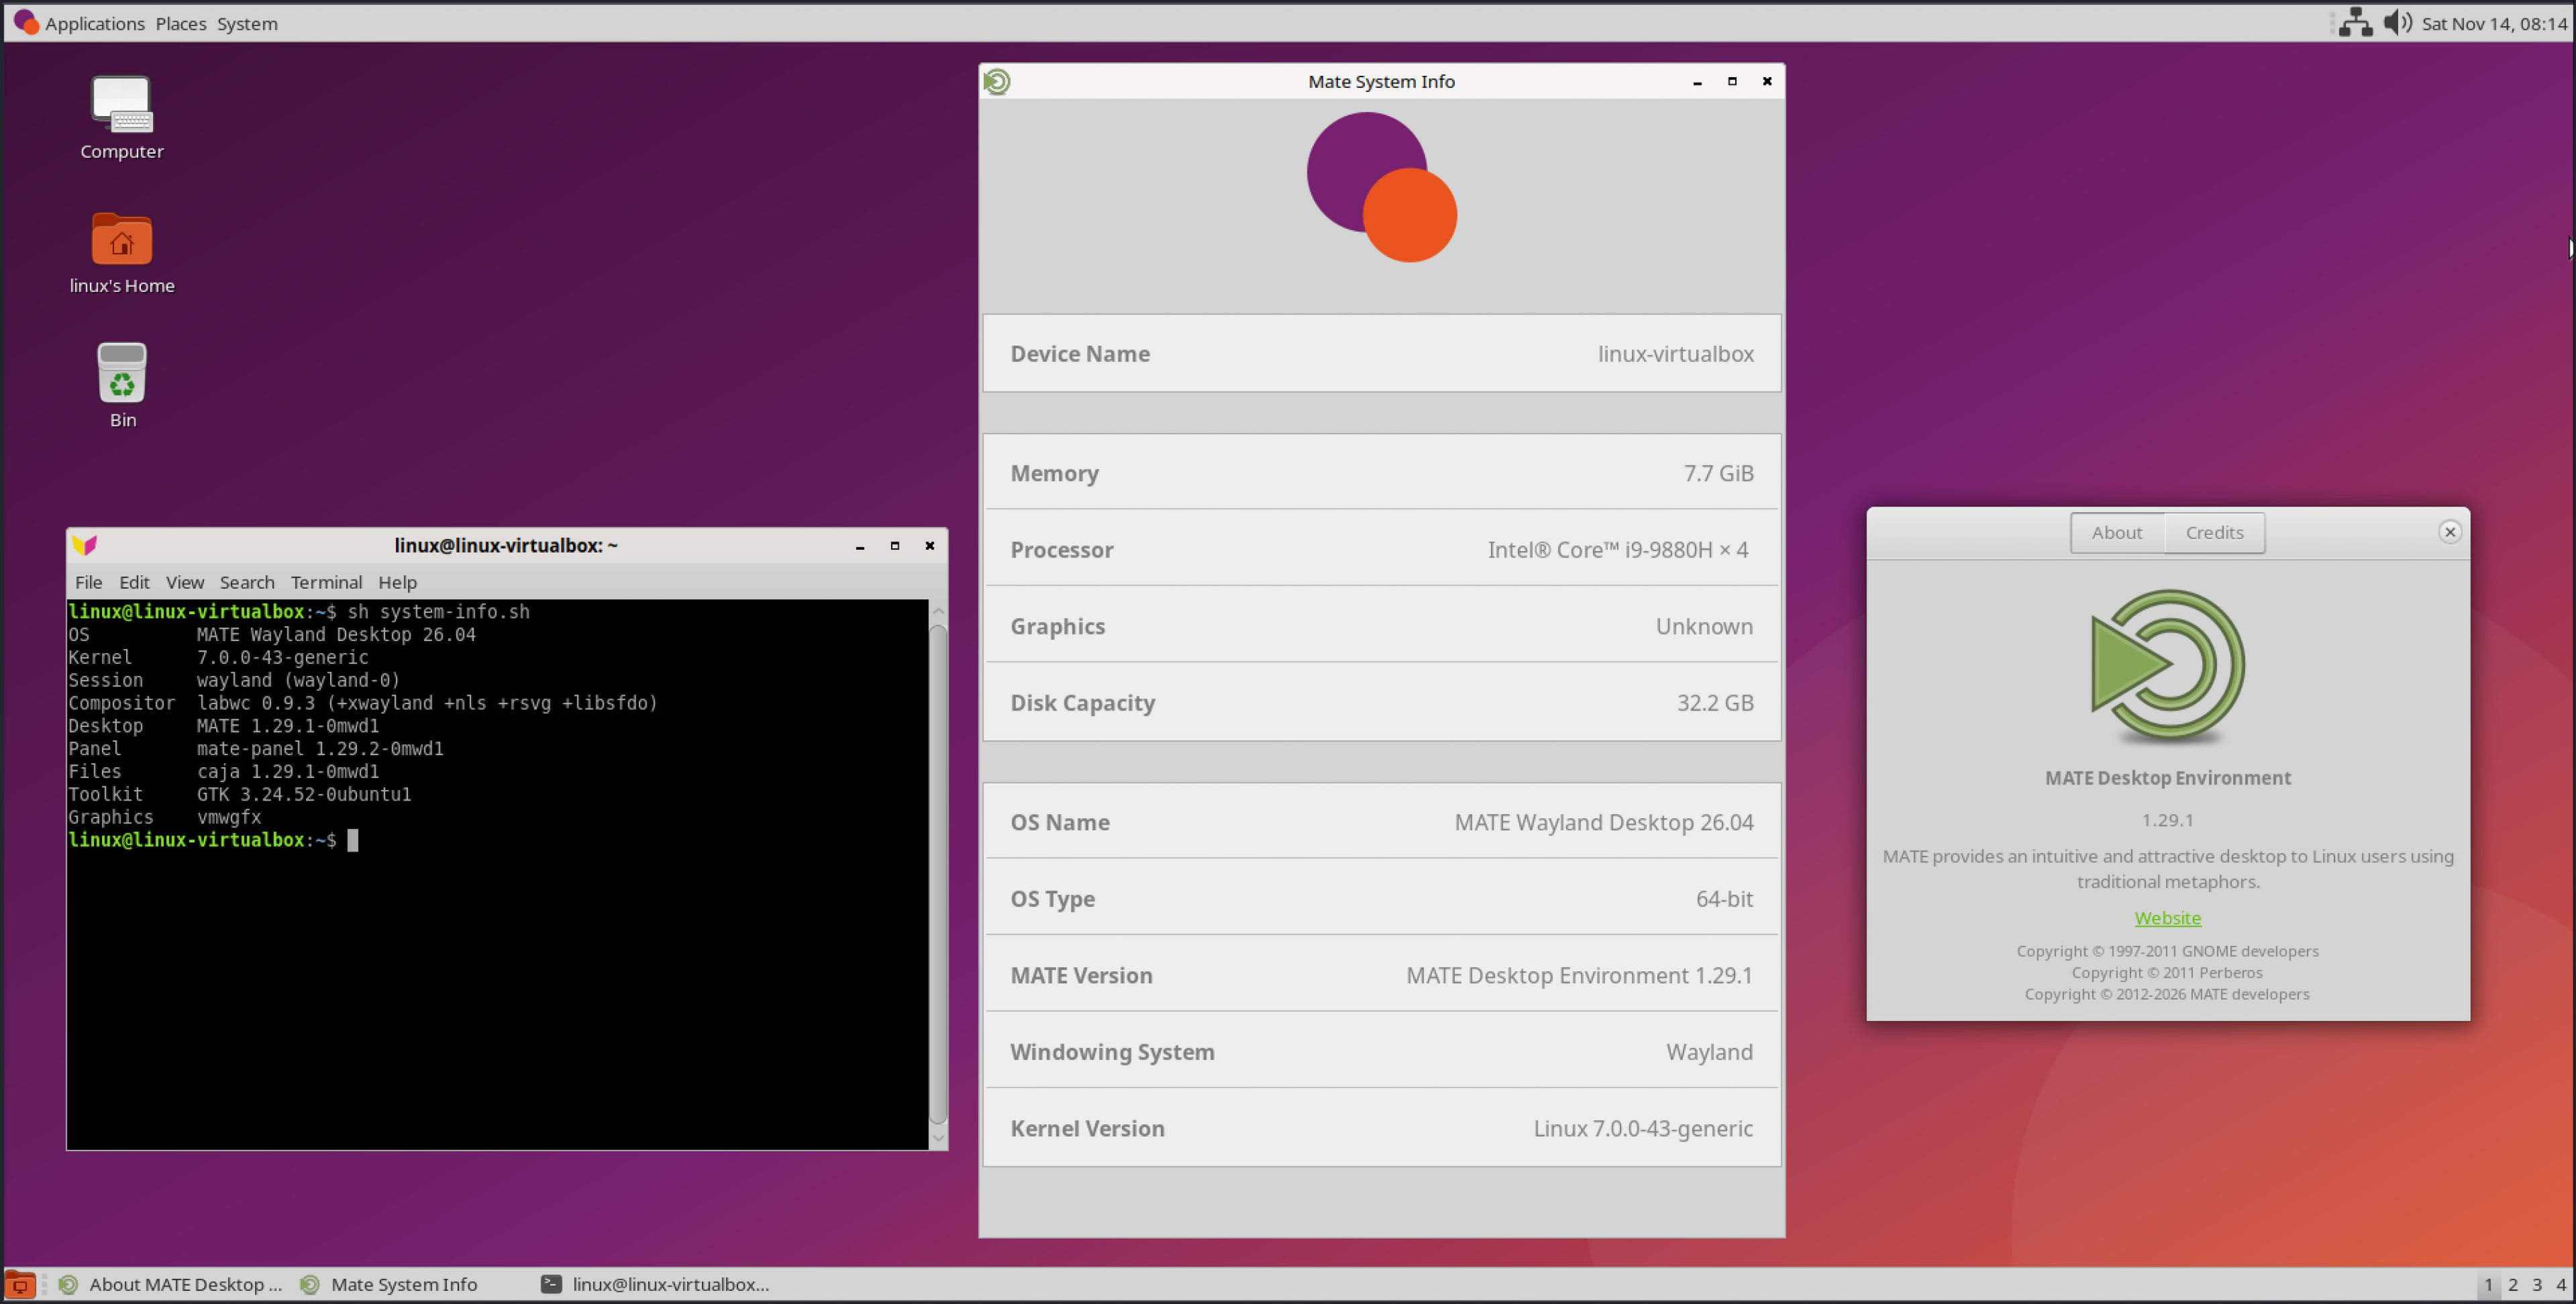 Applications Places System
Sat Nov 14, 08:14
Computer
linux's Home
Bin
linux@linux-virtualbox: ~
File Edit View Search Terminal Help
linux@linux-virtualbox:~$ sh system-info.sh
OS MATE Wayland Desktop 26.04
Kernel 7.0.0-43-generic
Session wayland (wayland-0)
Compositor labwc 0.9.3 (+xwayland +nls +rsvg +libsfdo)
Desktop MATE 1.29.1-0mwd1
Panel mate-panel 1.29.2-0mwd1
Files caja 1.29.1-0mwd1
Toolkit GTK 3.24.52-0ubuntu1
Graphics vmwgfx
linux@linux-virtualbox:~$
Mate System Info
Device Name linux-virtualbox
Memory 7.7 GiB
Processor Intel® Core™ i9-9880H × 4
Graphics Unknown
Disk Capacity 32.2 GB
OS Name MATE Wayland Desktop 26.04
OS Type 64-bit
MATE Version MATE Desktop Environment 1.29.1
Windowing System Wayland
Kernel Version Linux 7.0.0-43-generic
About Credits
MATE Desktop Environment
1.29.1
MATE provides an intuitive and attractive desktop to Linux users using
traditional metaphors.
Website
Copyright © 1997-2011 GNOME developers
Copyright © 2011 Perberos
Copyright © 2012-2026 MATE developers
About MATE Desktop ... Mate System Info linux@linux-virtualbox...
1 2 3 4